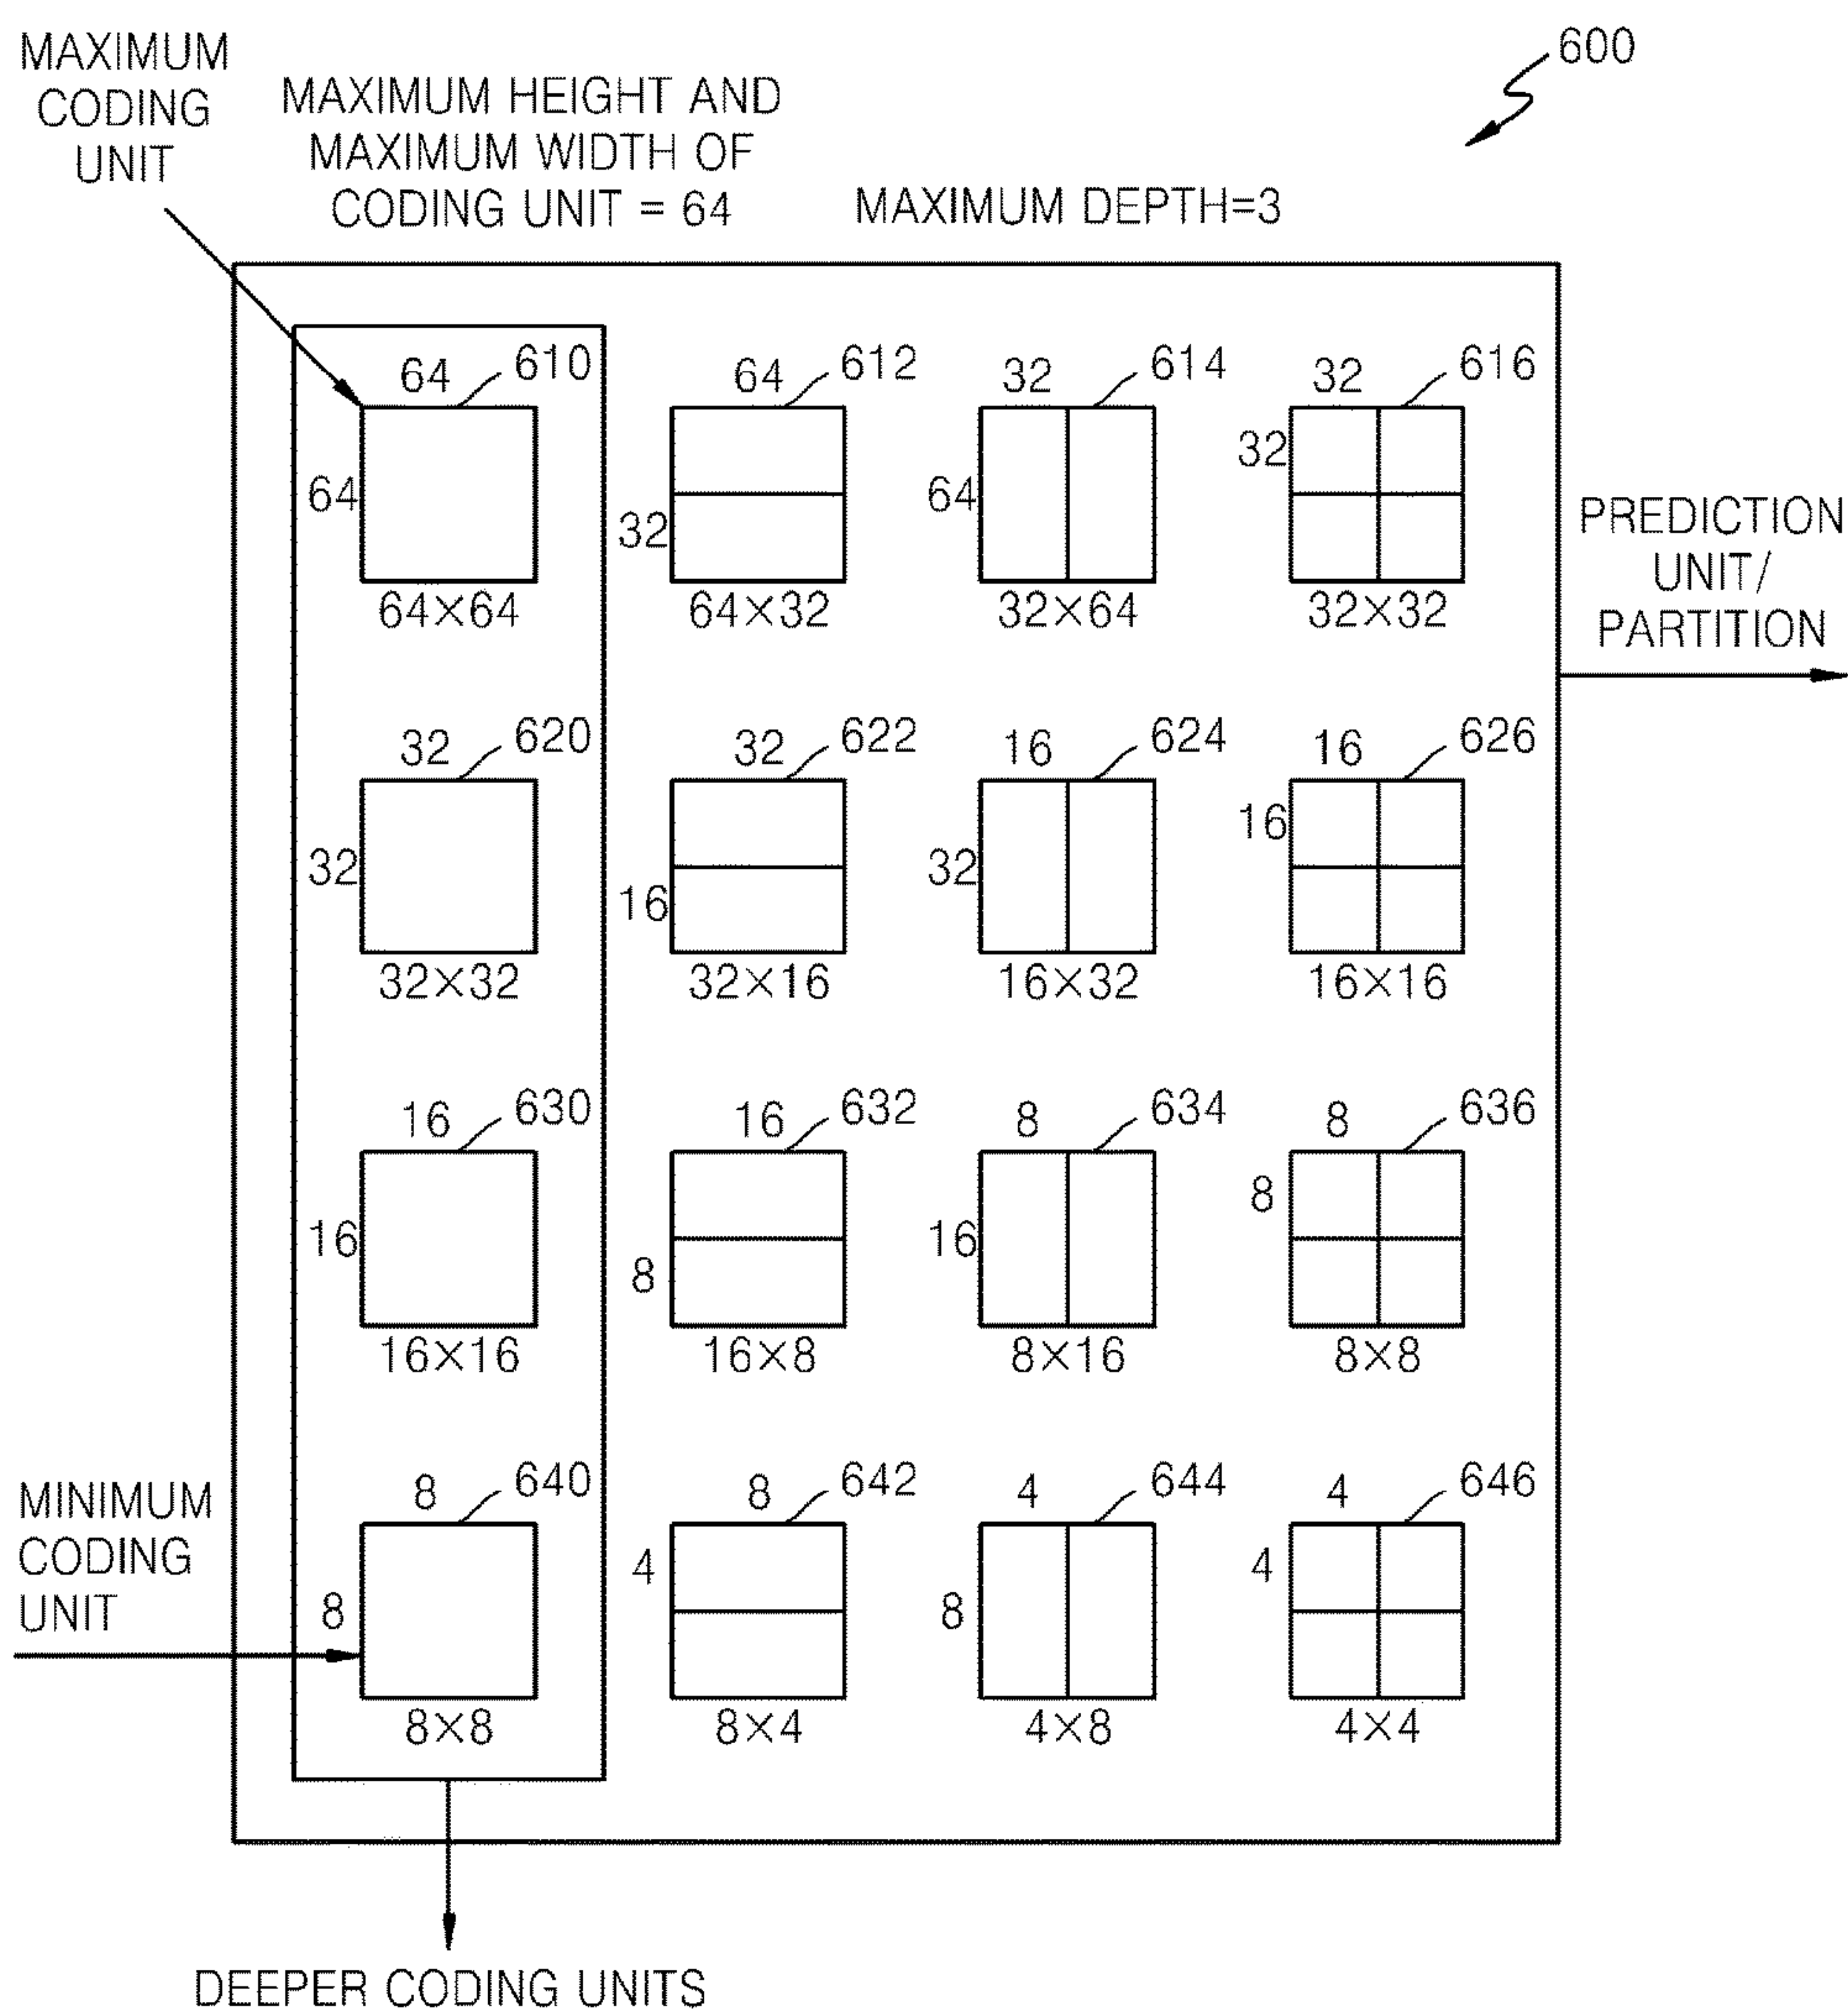 600
MAXIMUM
CODING
UNIT
MAXIMUM HEIGHT AND
MAXIMUM WIDTH OF
CODING UNIT = 64
MAXIMUM DEPTH=3
64 610 64 612 32 614 32 616
64 32 64 32
64×64 64×32 32×64 32×32
PREDICTION
UNIT/
PARTITION
32 620 32 622 16 624 16 626
32 16 32 16
32×32 32×16 16×32 16×16
16 630 16 632 8 634 8 636
16 8 16 8
16×16 16×8 8×16 8×8
MINIMUM
CODING
UNIT
8 640 8 642 4 644 4 646
8 4 8 4
8×8 8×4 4×8 4×4
DEEPER CODING UNITS